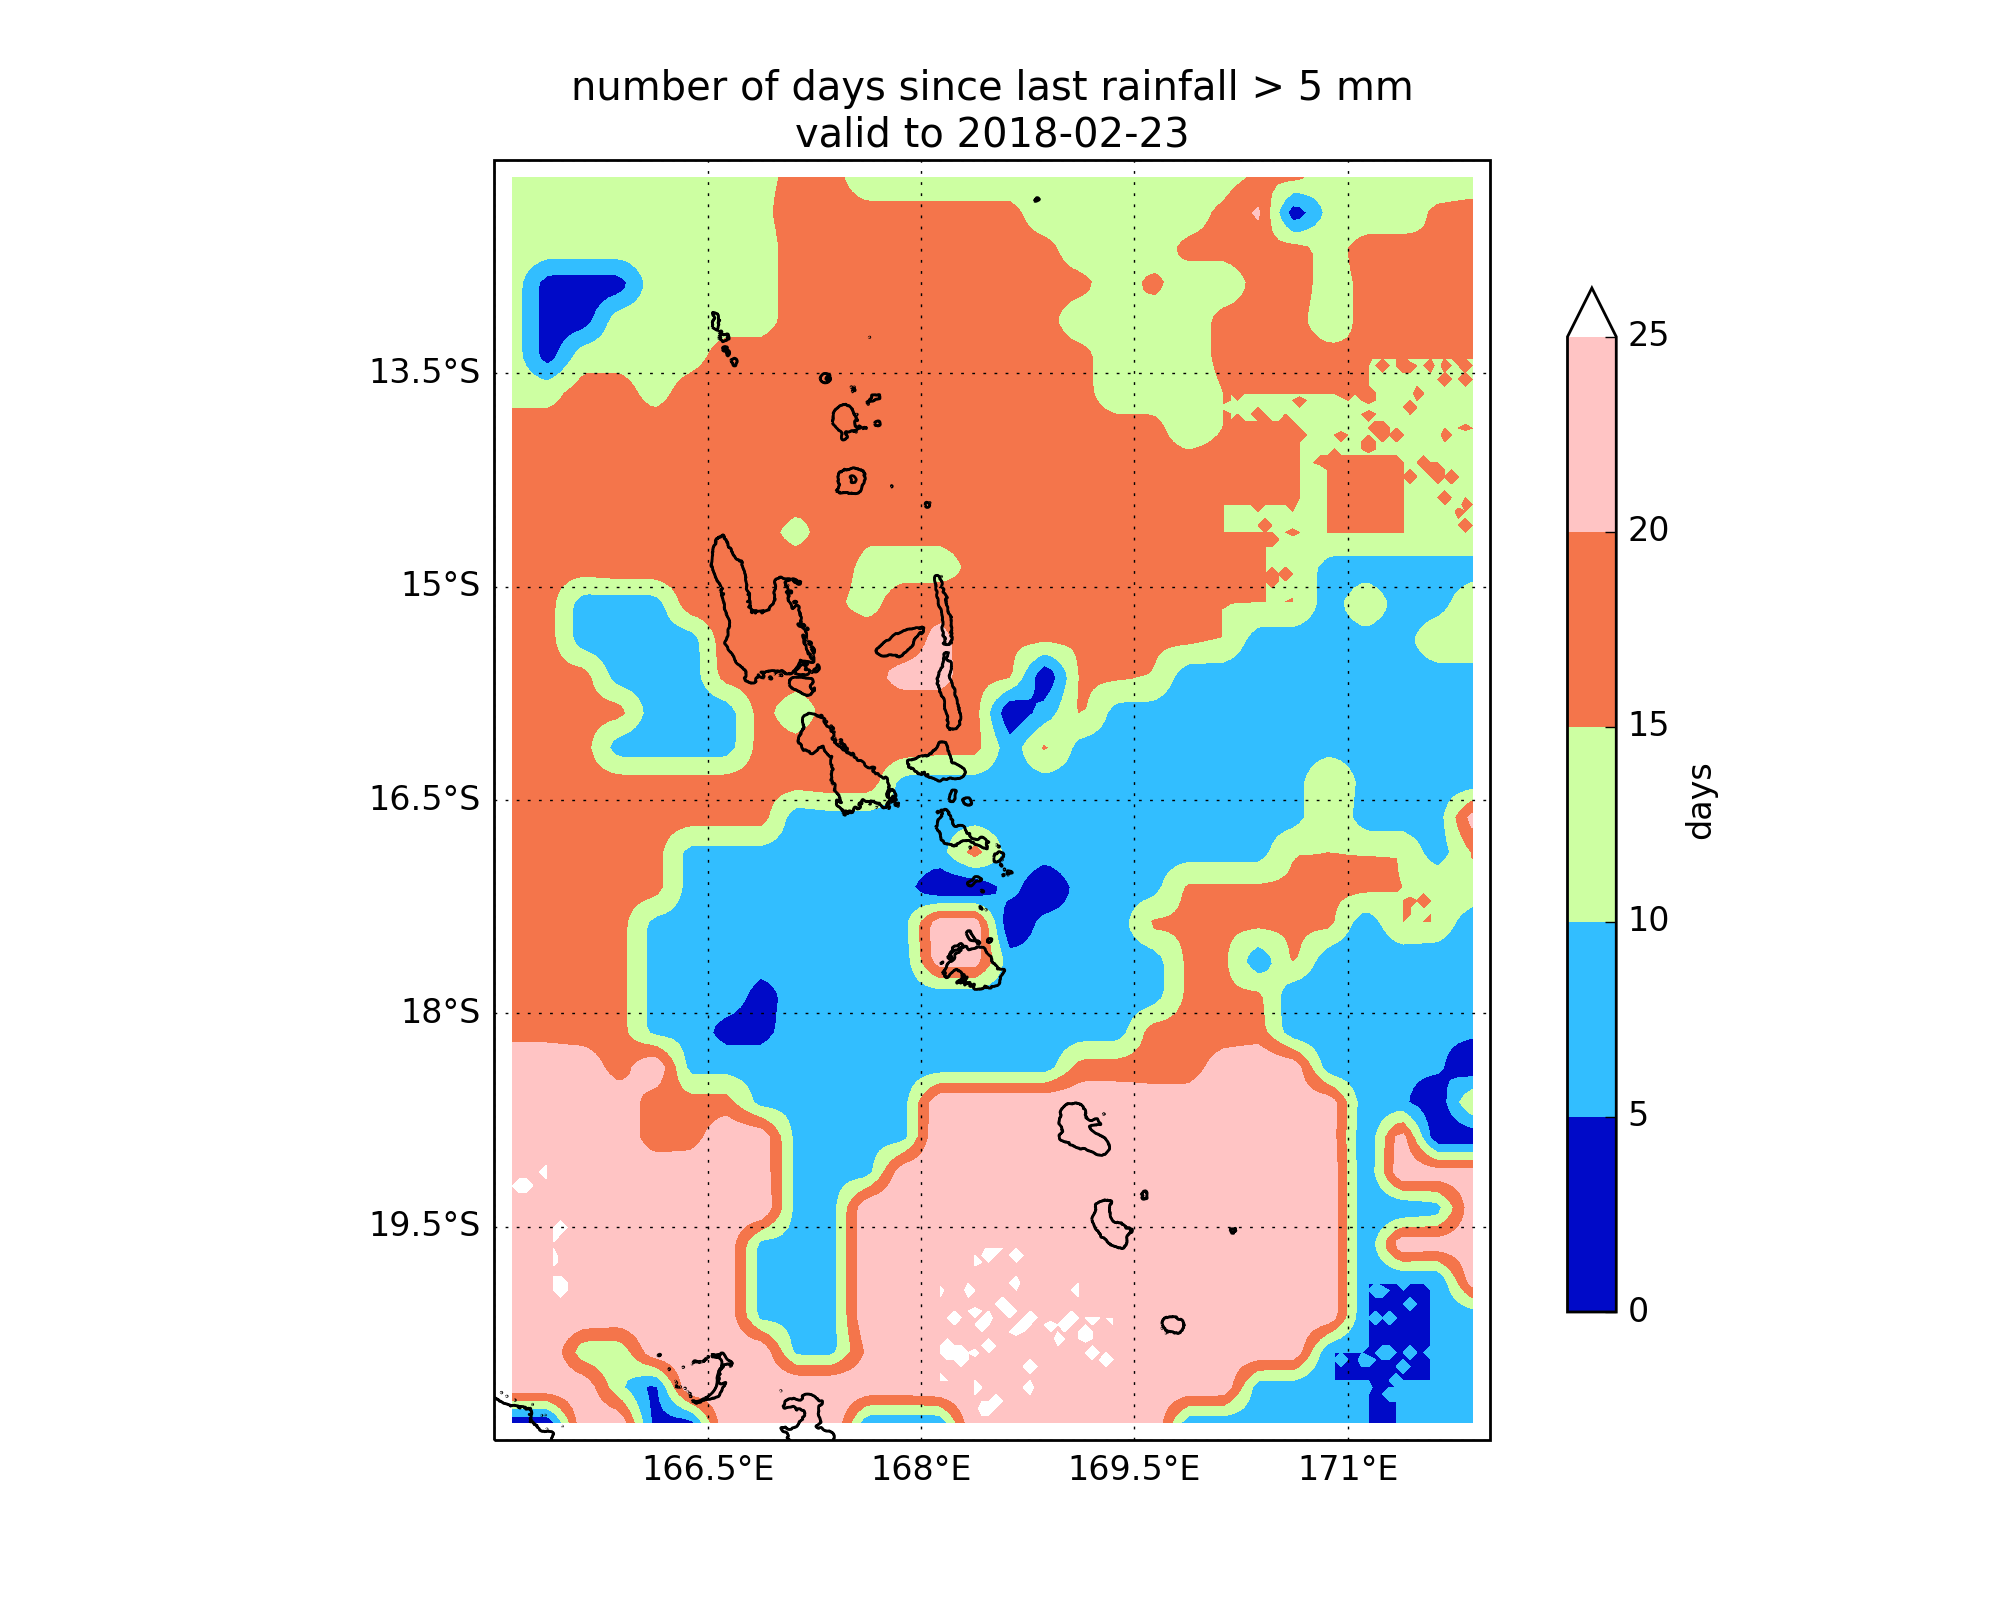 number of days since last rainfall > 5 mm
valid to 2018-02-23
13.5°S
15°S
16.5°S
18°S
19.5°S
166.5°E
168°E
169.5°E
171°E
25
20
15
10
5
0
days